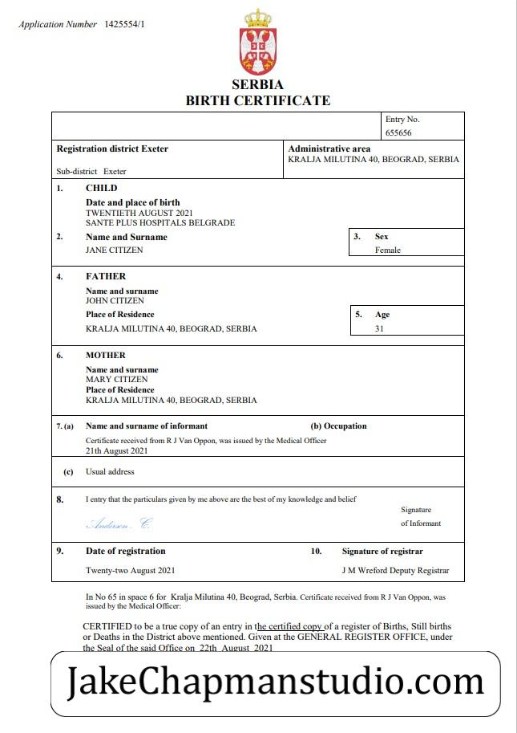 Application Number 1425554/1
SERBIA
BIRTH CERTIFICATE
Entry No.
655656
Registration district Exeter
Administrative area
KRALJA MILUTINA 40, BEOGRAD, SERBIA
Sub-district Exeter
1. CHILD
Date and place of birth
TWENTIETH AUGUST 2021
SANTE PLUS HOSPITALS BELGRADE
2. Name and Surname
3. Sex
JANE CITIZEN
Female
4. FATHER
Name and surname
JOHN CITIZEN
Place of Residence
5. Age
KRALJA MILUTINA 40, BEOGRAD, SERBIA
31
6. MOTHER
Name and surname
MARY CITIZEN
Place of Residence
KRALJA MILUTINA 40, BEOGRAD, SERBIA
7. (a) Name and surname of informant (b) Occupation
Certificate received from R J Van Oppon, was issued by the Medical Officer
21th August 2021
(c) Usual address
8. I entry that the particulars given by me above are the best of my knowledge and belief
Signature
of Informant
Anderson C.
9. Date of registration 10. Signature of registrar
Twenty-two August 2021 J M Wreford Deputy Registrar
In No 65 in space 6 for Kralja Milutina 40, Beograd, Serbia. Certificate received from R J Van Oppon, was
issued by the Medical Officer:
CERTIFIED to be a true copy of an entry in the certified copy of a register of Births, Still births
or Deaths in the District above mentioned. Given at the GENERAL REGISTER OFFICE, under
the Seal of the said Office on 22th August 2021
JakeChapmanstudio.com